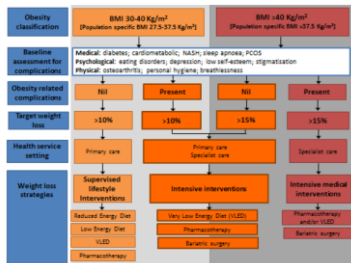 Obesity classification
BMI 30-40 Kg/m²
(Population specific BMI 27.5-37.5 Kg/m²)
BMI >40 Kg/m²
(Population specific BMI >37.5 Kg/m²)
Baseline assessment for complications
Medical: diabetes; cardiometabolic; NASH; sleep apnoea; PCOS
Psychological: eating disorders; depression; low self-esteem; stigmatisation
Physical: osteoarthritis; personal hygiene; breathlessness
Obesity related complications
Nil
Present
Nil
Present
Target weight loss
>10%
>10%
>15%
>15%
Health service setting
Primary care
Primary care
Specialist care
Specialist care
Weight loss strategies
Supervised lifestyle Interventions
Intensive interventions
Intensive medical interventions
Reduced Energy Diet
Low Energy Diet
VLED
Pharmacotherapy
Very Low Energy Diet (VLED)
Pharmacotherapy
Bariatric surgery
Pharmacotherapy and/or VLED
Bariatric surgery